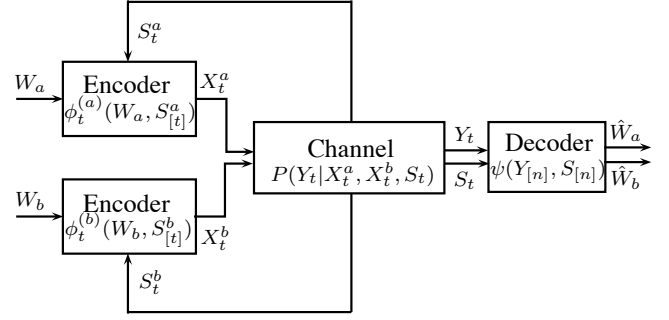 S_t^a
W_a
Encoder
ϕ_t^{(a)}(W_a, S_{[t]}^a)
X_t^a
Channel
P(Y_t|X_t^a, X_t^b, S_t)
Y_t
S_t
Decoder
ψ(Y_{[n]}, S_{[n]})
Ŵ_a
Ŵ_b
W_b
Encoder
ϕ_t^{(b)}(W_b, S_{[t]}^b)
X_t^b
S_t^b